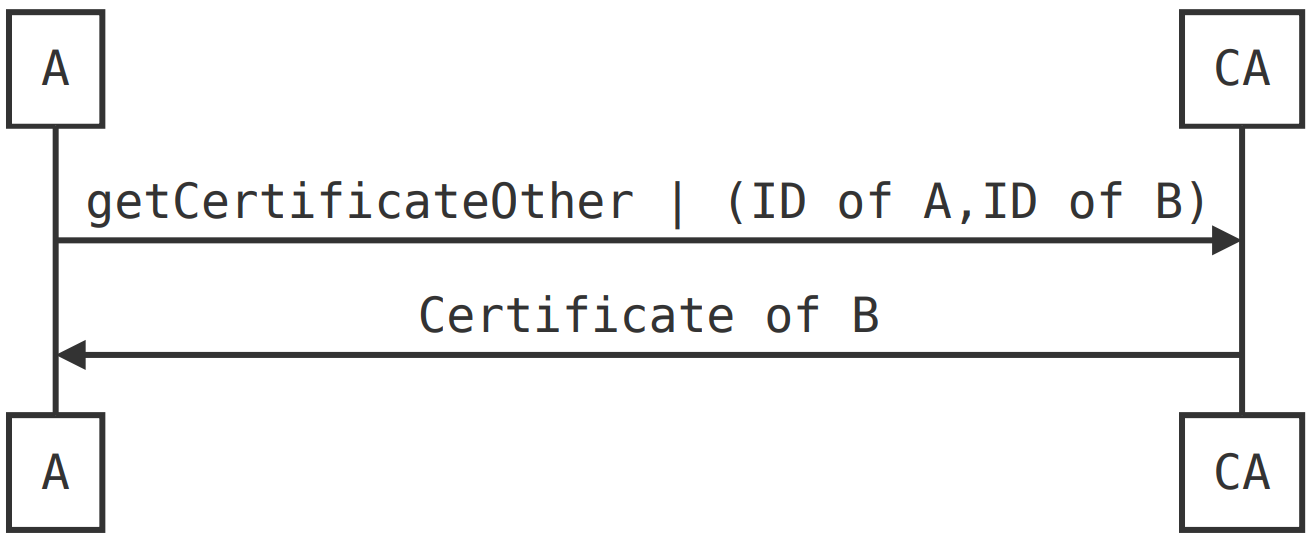 A
CA
getCertificateOther | (ID of A,ID of B)
Certificate of B
A
CA